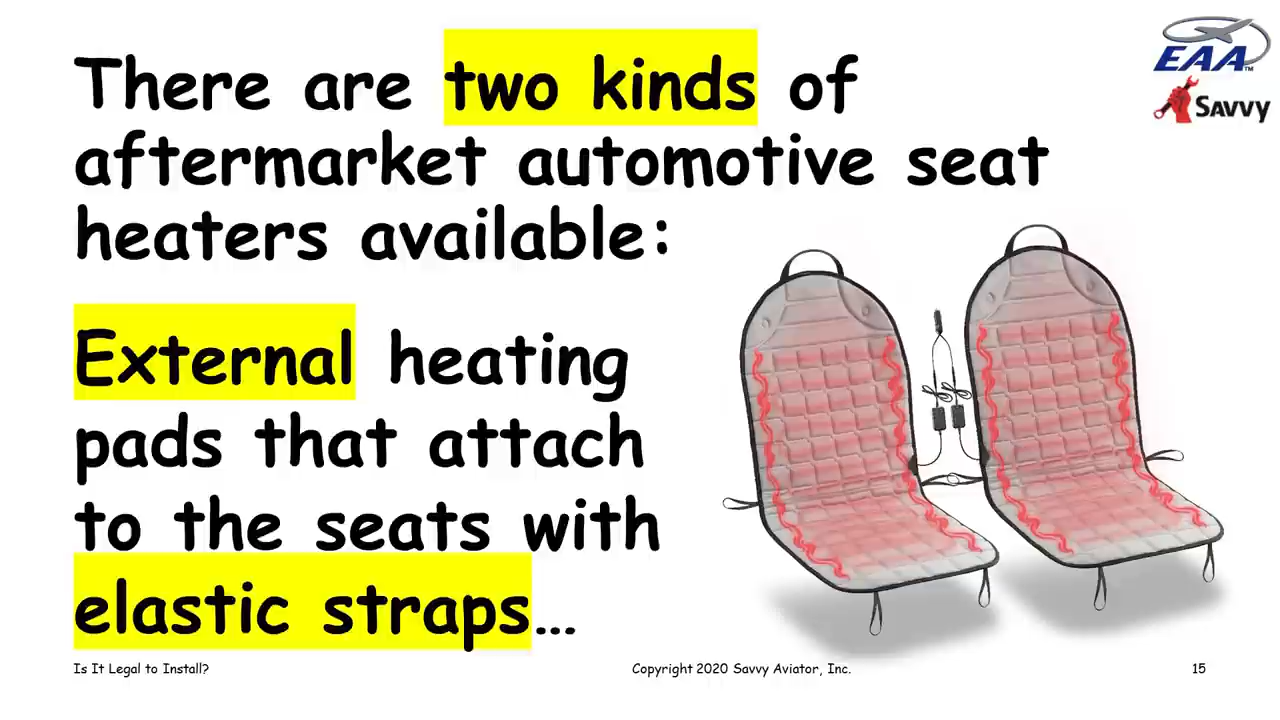 There are two kinds of
aftermarket automotive seat
heaters available:
External heating
pads that attach
to the seats with
elastic straps…
EAA™
Savvy
Is It Legal to Install?
Copyright 2020 Savvy Aviator, Inc.
15